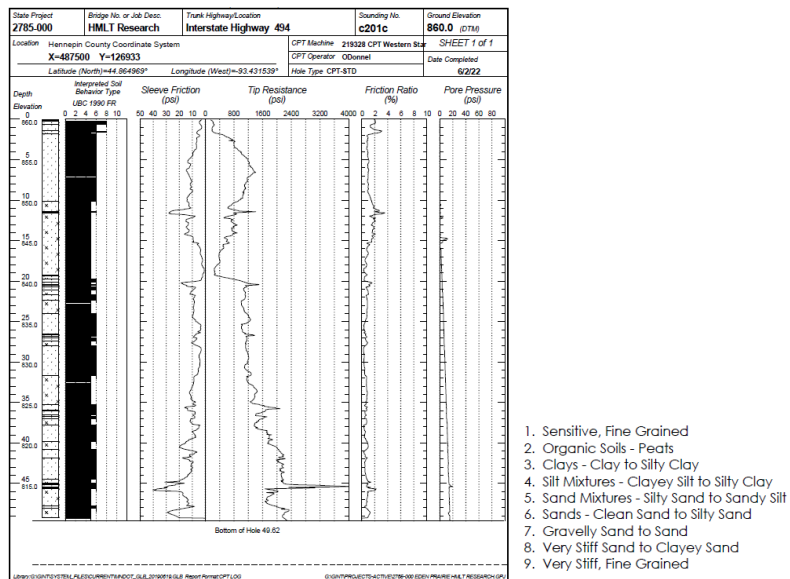 State Project
2785-000
Bridge No. or Job Desc.
HMLT Research
Trunk Highway/Location
Interstate Highway 494
Sounding No.
c201c
Ground Elevation
860.0 (DTM)
Location Hennepin County Coordinate System
X=487500 Y=126933
Latitude (North)=44.864969° Longitude (West)=-93.431539°
CPT Machine 219328 CPT Western Star
CPT Operator ODonnel
Hole Type CPT-STD
SHEET 1 of 1
Date Completed
6/2/22
Depth
Elevation
Interpreted Soil
Behavior Type
UBC 1990 FR
0 2 4 6 8 10
Sleeve Friction
(psi)
50 40 30 20 10 0
Tip Resistance
(psi)
800 1600 2400 3200 4000
Friction Ratio
(%)
0 2 4 6 8 10
Pore Pressure
(psi)
0 20 40 60 80
0
860.0
5
855.0
10
850.0
15
845.0
20
840.0
25
835.0
30
830.0
35
825.0
40
820.0
45
815.0
Bottom of Hole 49.62
1. Sensitive, Fine Grained
2. Organic Soils - Peats
3. Clays - Clay to Silty Clay
4. Silt Mixtures - Clayey Silt to Silty Clay
5. Sand Mixtures - Silty Sand to Sandy Silt
6. Sands - Clean Sand to Silty Sand
7. Gravelly Sand to Sand
8. Very Stiff Sand to Clayey Sand
9. Very Stiff, Fine Grained